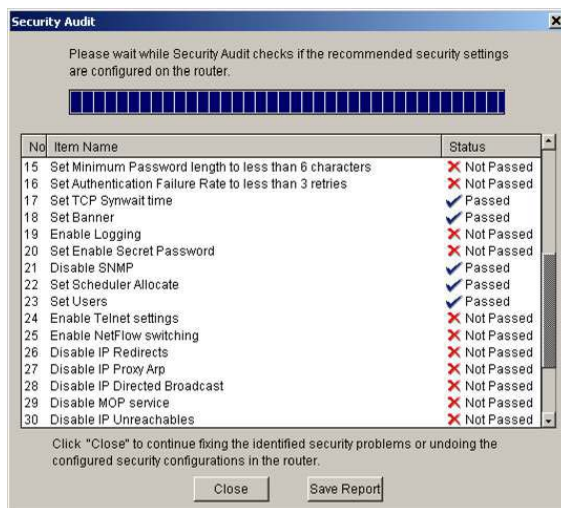 Security Audit
Please wait while Security Audit checks if the recommended security settings
are configured on the router.
No Item Name Status
15 Set Minimum Password length to less than 6 characters Not Passed
16 Set Authentication Failure Rate to less than 3 retries Not Passed
17 Set TCP Synwait time Passed
18 Set Banner Passed
19 Enable Logging Not Passed
20 Set Enable Secret Password Not Passed
21 Disable SNMP Passed
22 Set Scheduler Allocate Passed
23 Set Users Passed
24 Enable Telnet settings Not Passed
25 Enable NetFlow switching Not Passed
26 Disable IP Redirects Not Passed
27 Disable IP Proxy Arp Not Passed
28 Disable IP Directed Broadcast Not Passed
29 Disable MOP service Not Passed
30 Disable IP Unreachables Not Passed
Click "Close" to continue fixing the identified security problems or undoing the
configured security configurations in the router.
Close Save Report